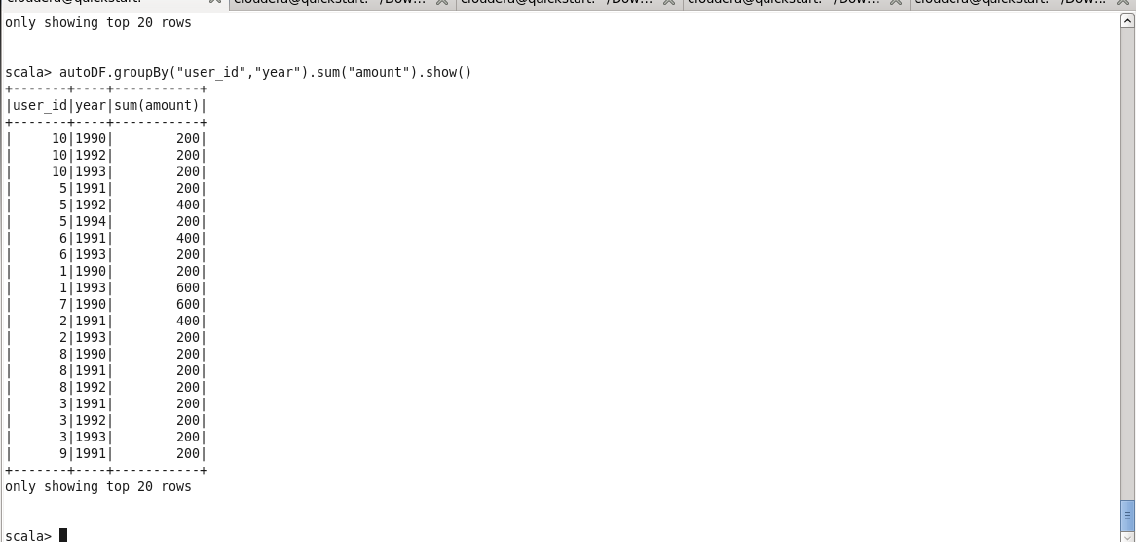 only showing top 20 rows
scala> autoDF.groupBy("user_id","year").sum("amount").show()
+-------+----+-----------+
|user_id|year|sum(amount)|
+-------+----+-----------+
|     10|1990|        200|
|     10|1992|        200|
|     10|1993|        200|
|      5|1991|        200|
|      5|1992|        400|
|      5|1994|        200|
|      6|1991|        400|
|      6|1993|        200|
|      1|1990|        200|
|      1|1993|        600|
|      7|1990|        600|
|      2|1991|        400|
|      2|1993|        200|
|      8|1990|        200|
|      8|1991|        200|
|      8|1992|        200|
|      3|1991|        200|
|      3|1992|        200|
|      3|1993|        200|
|      9|1991|        200|
+-------+----+-----------+
only showing top 20 rows
scala>